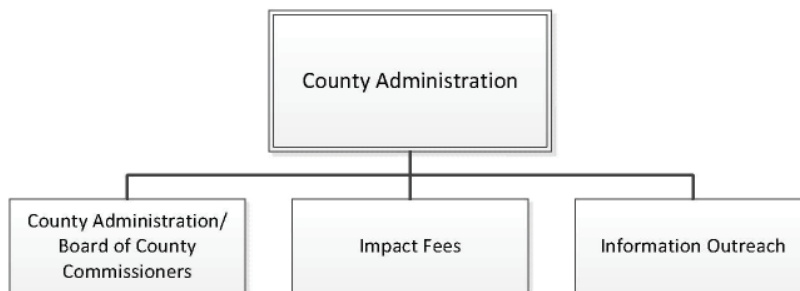 County Administration
County Administration/
Board of County
Commissioners
Impact Fees
Information Outreach